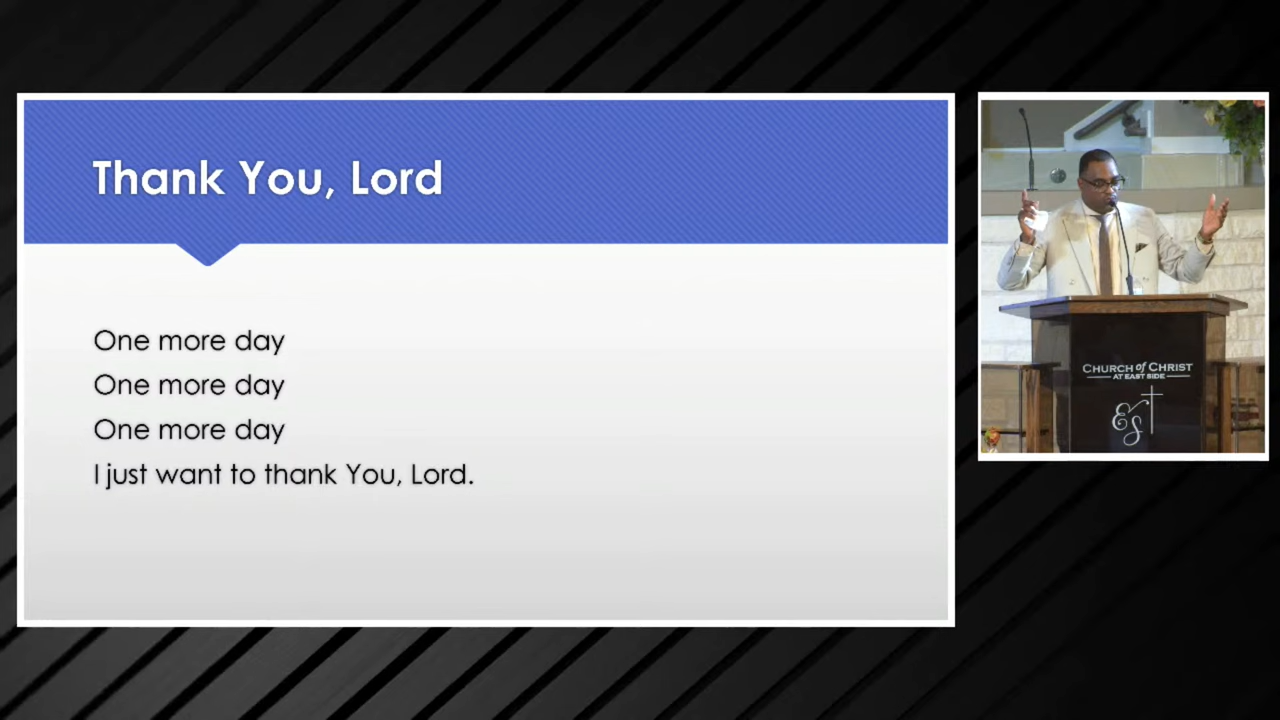 Thank You, Lord
One more day
One more day
One more day
I just want to thank You, Lord.
CHURCH of CHRIST
AT EAST SIDE